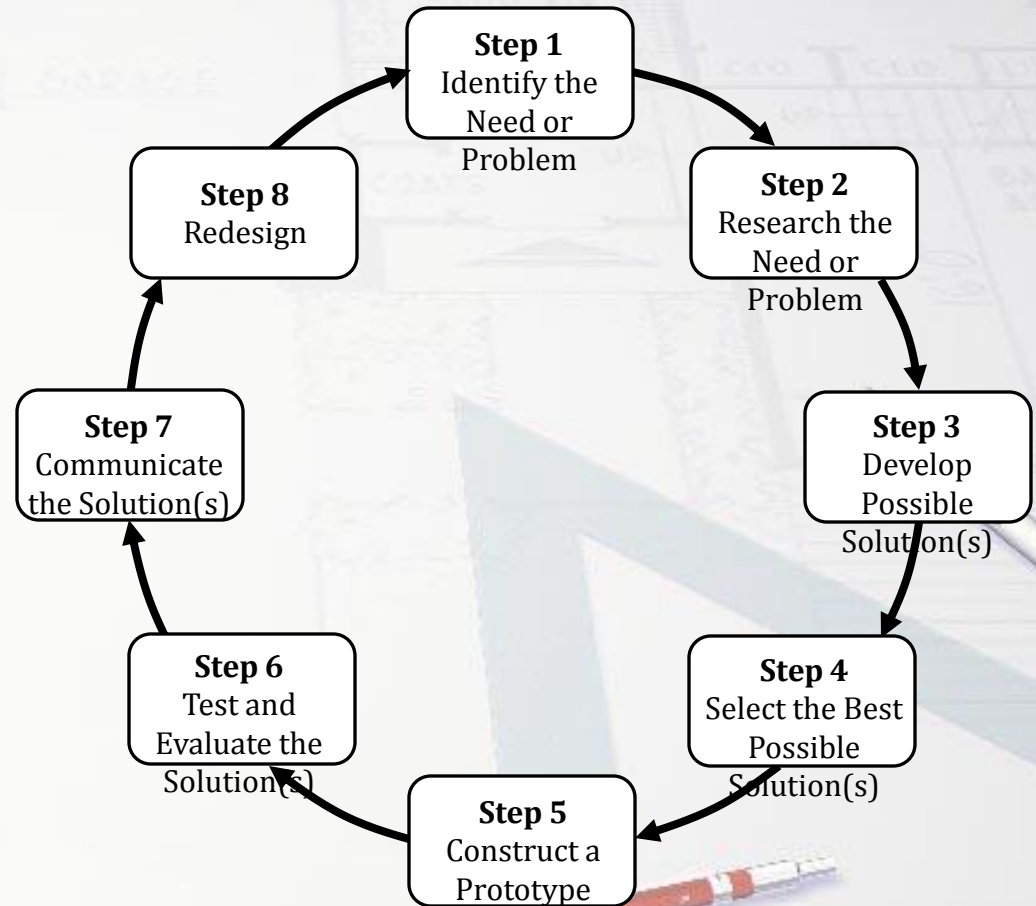 Step 1
Identify the
Need or
Problem
Step 2
Research the
Need or
Problem
Step 3
Develop
Possible
Solution(s)
Step 4
Select the Best
Possible
Solution(s)
Step 5
Construct a
Prototype
Step 6
Test and
Evaluate the
Solution(s)
Step 7
Communicate
the Solution(s)
Step 8
Redesign